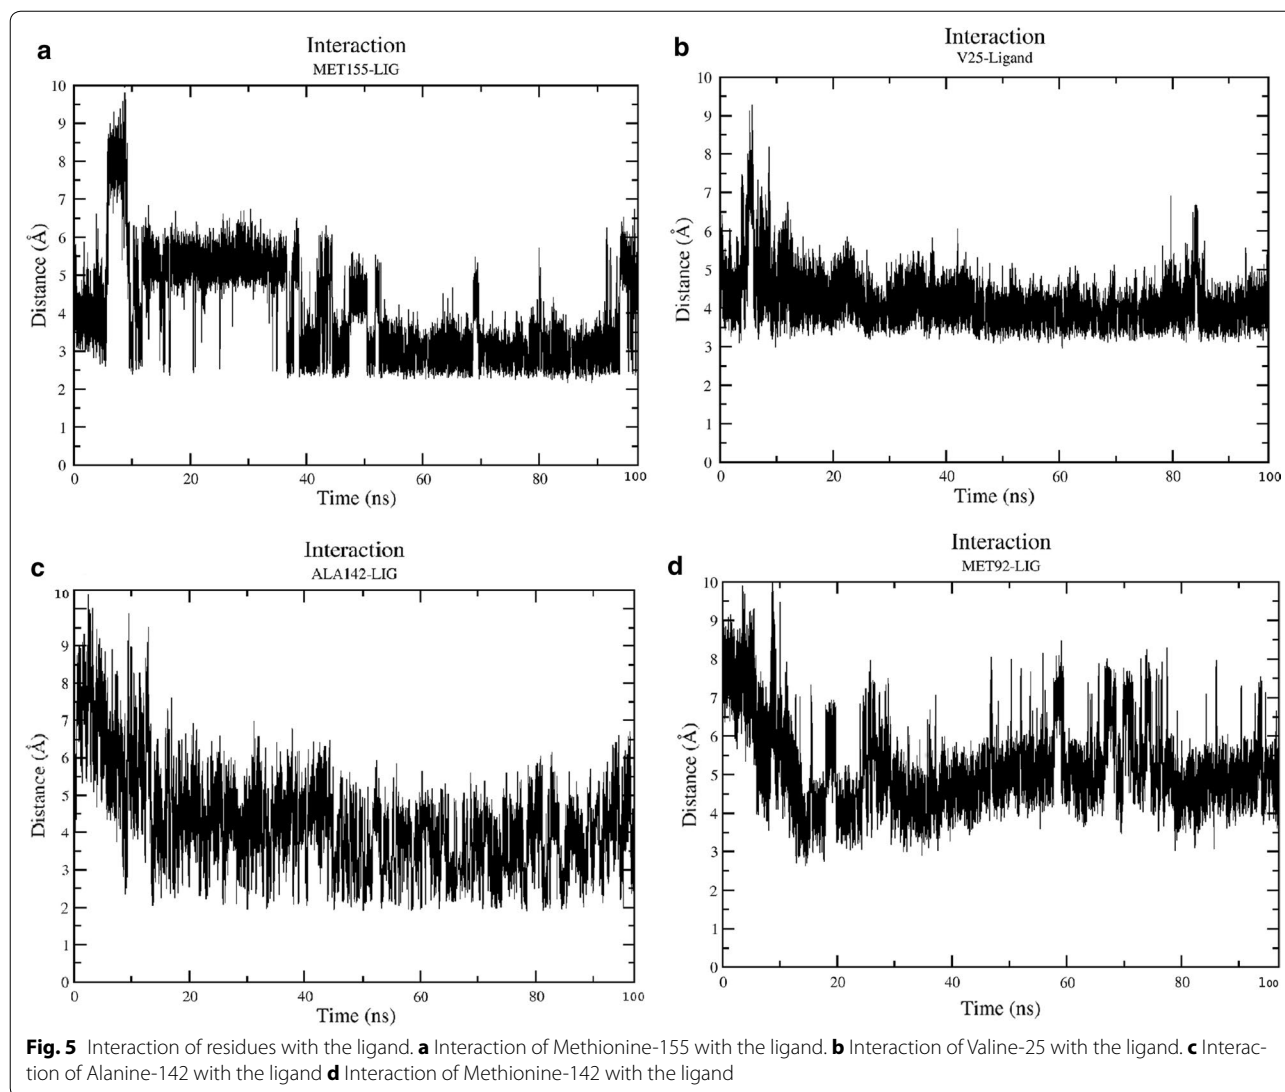 a
Interaction
MET155-LIG
10
9
8
7
6
5
4
3
2
1
0
Distance (Å)
0 20 40 60 80 100
Time (ns)
b
Interaction
V25-Ligand
10
9
8
7
6
5
4
3
2
1
0
Distance (Å)
0 20 40 60 80 100
Time (ns)
c
Interaction
ALA142-LIG
10
9
8
7
6
5
4
3
2
1
0
Distance (Å)
0 20 40 60 80 100
Time (ns)
d
Interaction
MET92-LIG
10
9
8
7
6
5
4
3
2
1
0
Distance (Å)
0 20 40 60 80 100
Time (ns)
Fig. 5 Interaction of residues with the ligand. a Interaction of Methionine-155 with the ligand. b Interaction of Valine-25 with the ligand. c Interac-
tion of Alanine-142 with the ligand d Interaction of Methionine-142 with the ligand